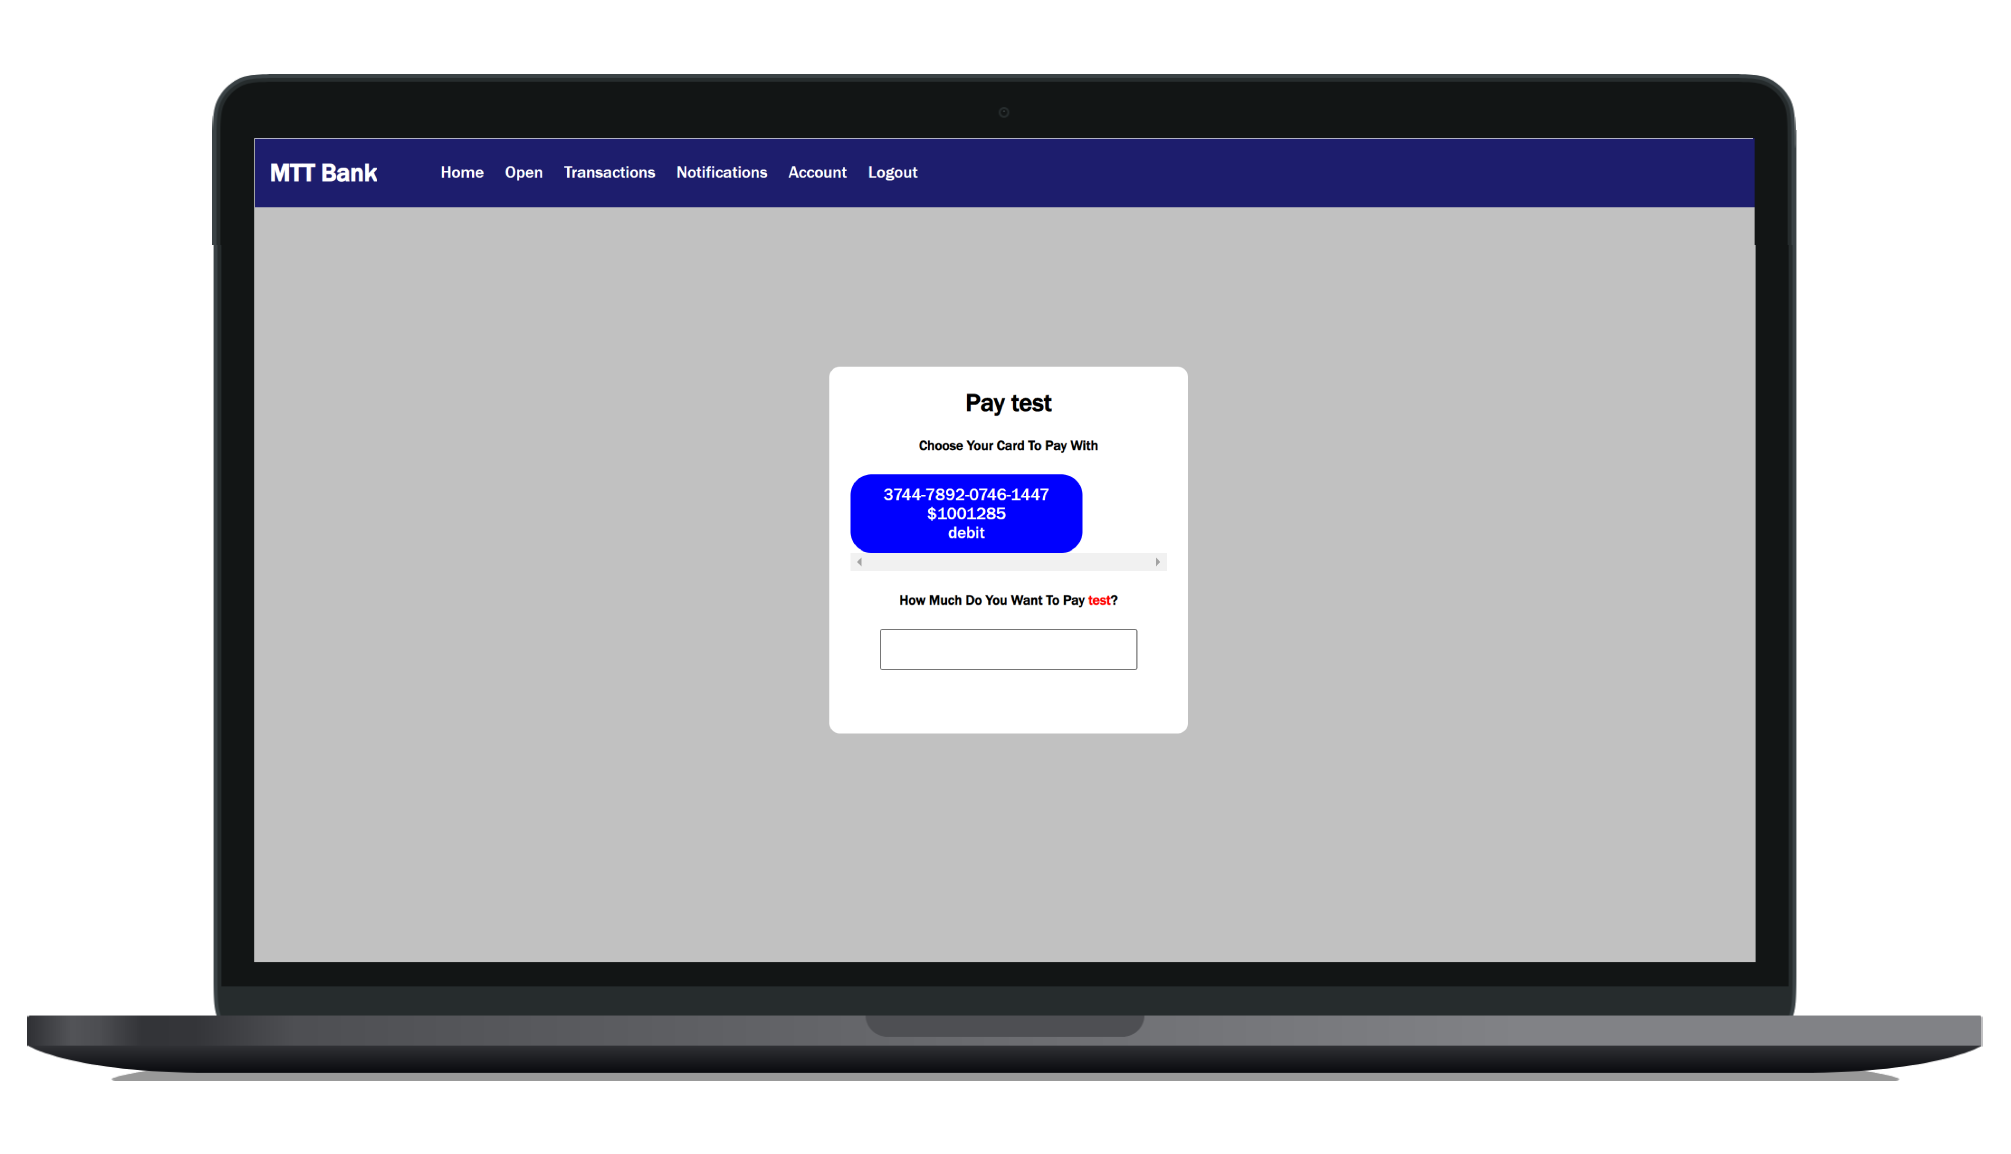 MTT Bank Home Open Transactions Notifications Account Logout
Pay test
Choose Your Card To Pay With
3744-7892-0746-1447
$1001285
debit
How Much Do You Want To Pay test?